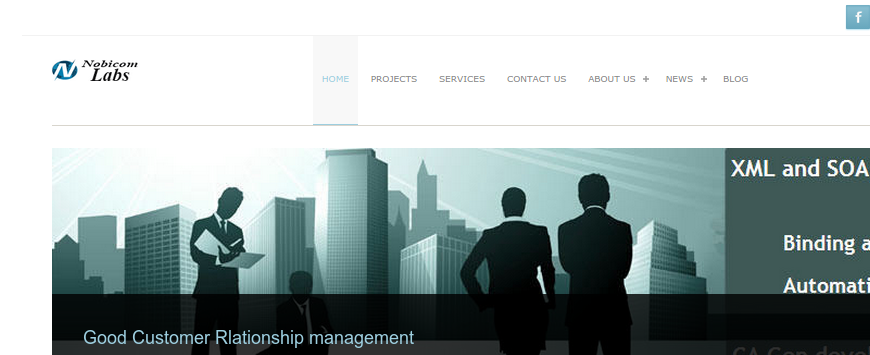 f
Nobicom
Labs
HOME PROJECTS SERVICES CONTACT US ABOUT US + NEWS + BLOG
XML and SOA
Binding a
Automati
Good Customer Rlationship management